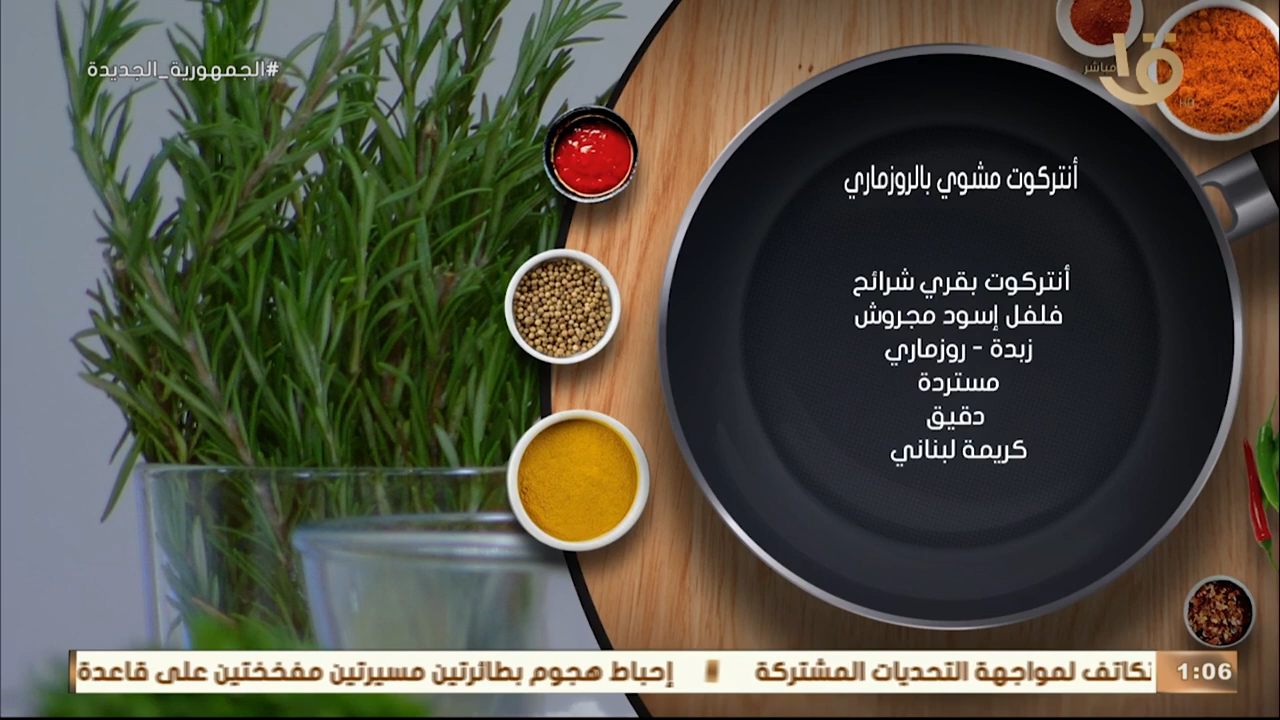 #الجمهورية_الجديدة
مباشر
HD
أنتركوت مشوي بالروزماري
أنتركوت بقري شرائح
فلفل إسود مجروش
زبدة - روزماري
مستردة
دقيق
كريمة لبناني
1:06 تكاتف لمواجهة التحديات المشتركة إحباط هجوم بطائرتين مسيرتين مفخختين على قاعدة